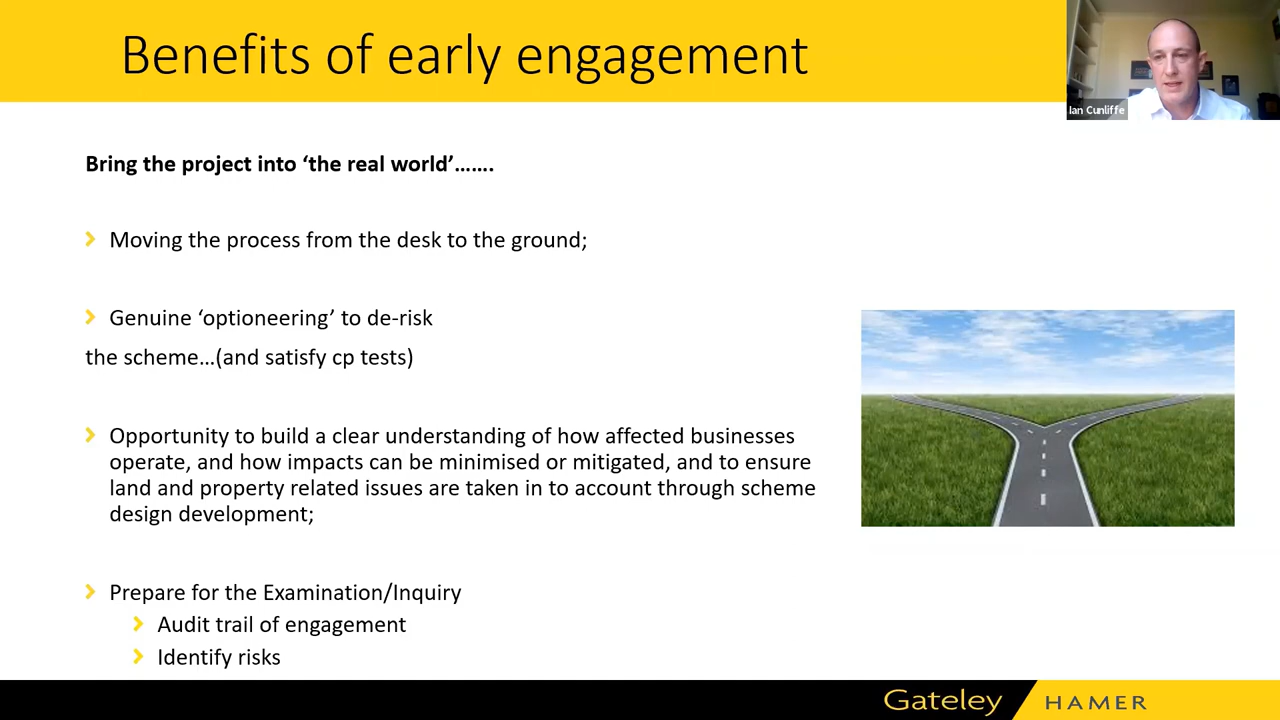 Benefits of early engagement
Ian Cunliffe
Bring the project into ‘the real world’…….
Moving the process from the desk to the ground;
Genuine ‘optioneering’ to de-risk
the scheme…(and satisfy cp tests)
Opportunity to build a clear understanding of how affected businesses
operate, and how impacts can be minimised or mitigated, and to ensure
land and property related issues are taken in to account through scheme
design development;
Prepare for the Examination/Inquiry
Audit trail of engagement
Identify risks
Gateley HAMER